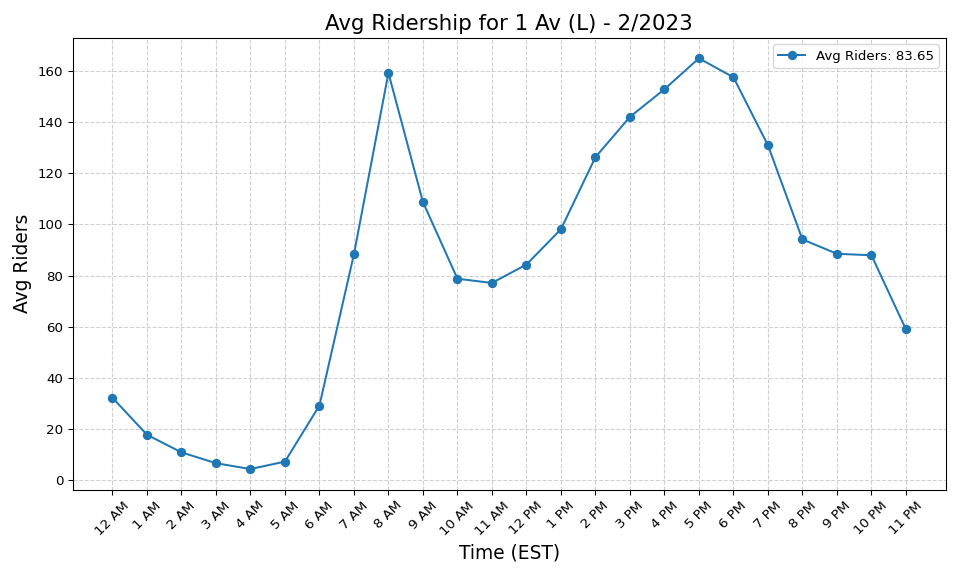 Avg Ridership for 1 Av (L) - 2/2023
Avg Riders: 83.65
Avg Riders
160
140
120
100
80
60
40
20
0
12 AM
1 AM
2 AM
3 AM
4 AM
5 AM
6 AM
7 AM
8 AM
9 AM
10 AM
11 AM
12 PM
1 PM
2 PM
3 PM
4 PM
5 PM
6 PM
7 PM
8 PM
9 PM
10 PM
11 PM
Time (EST)